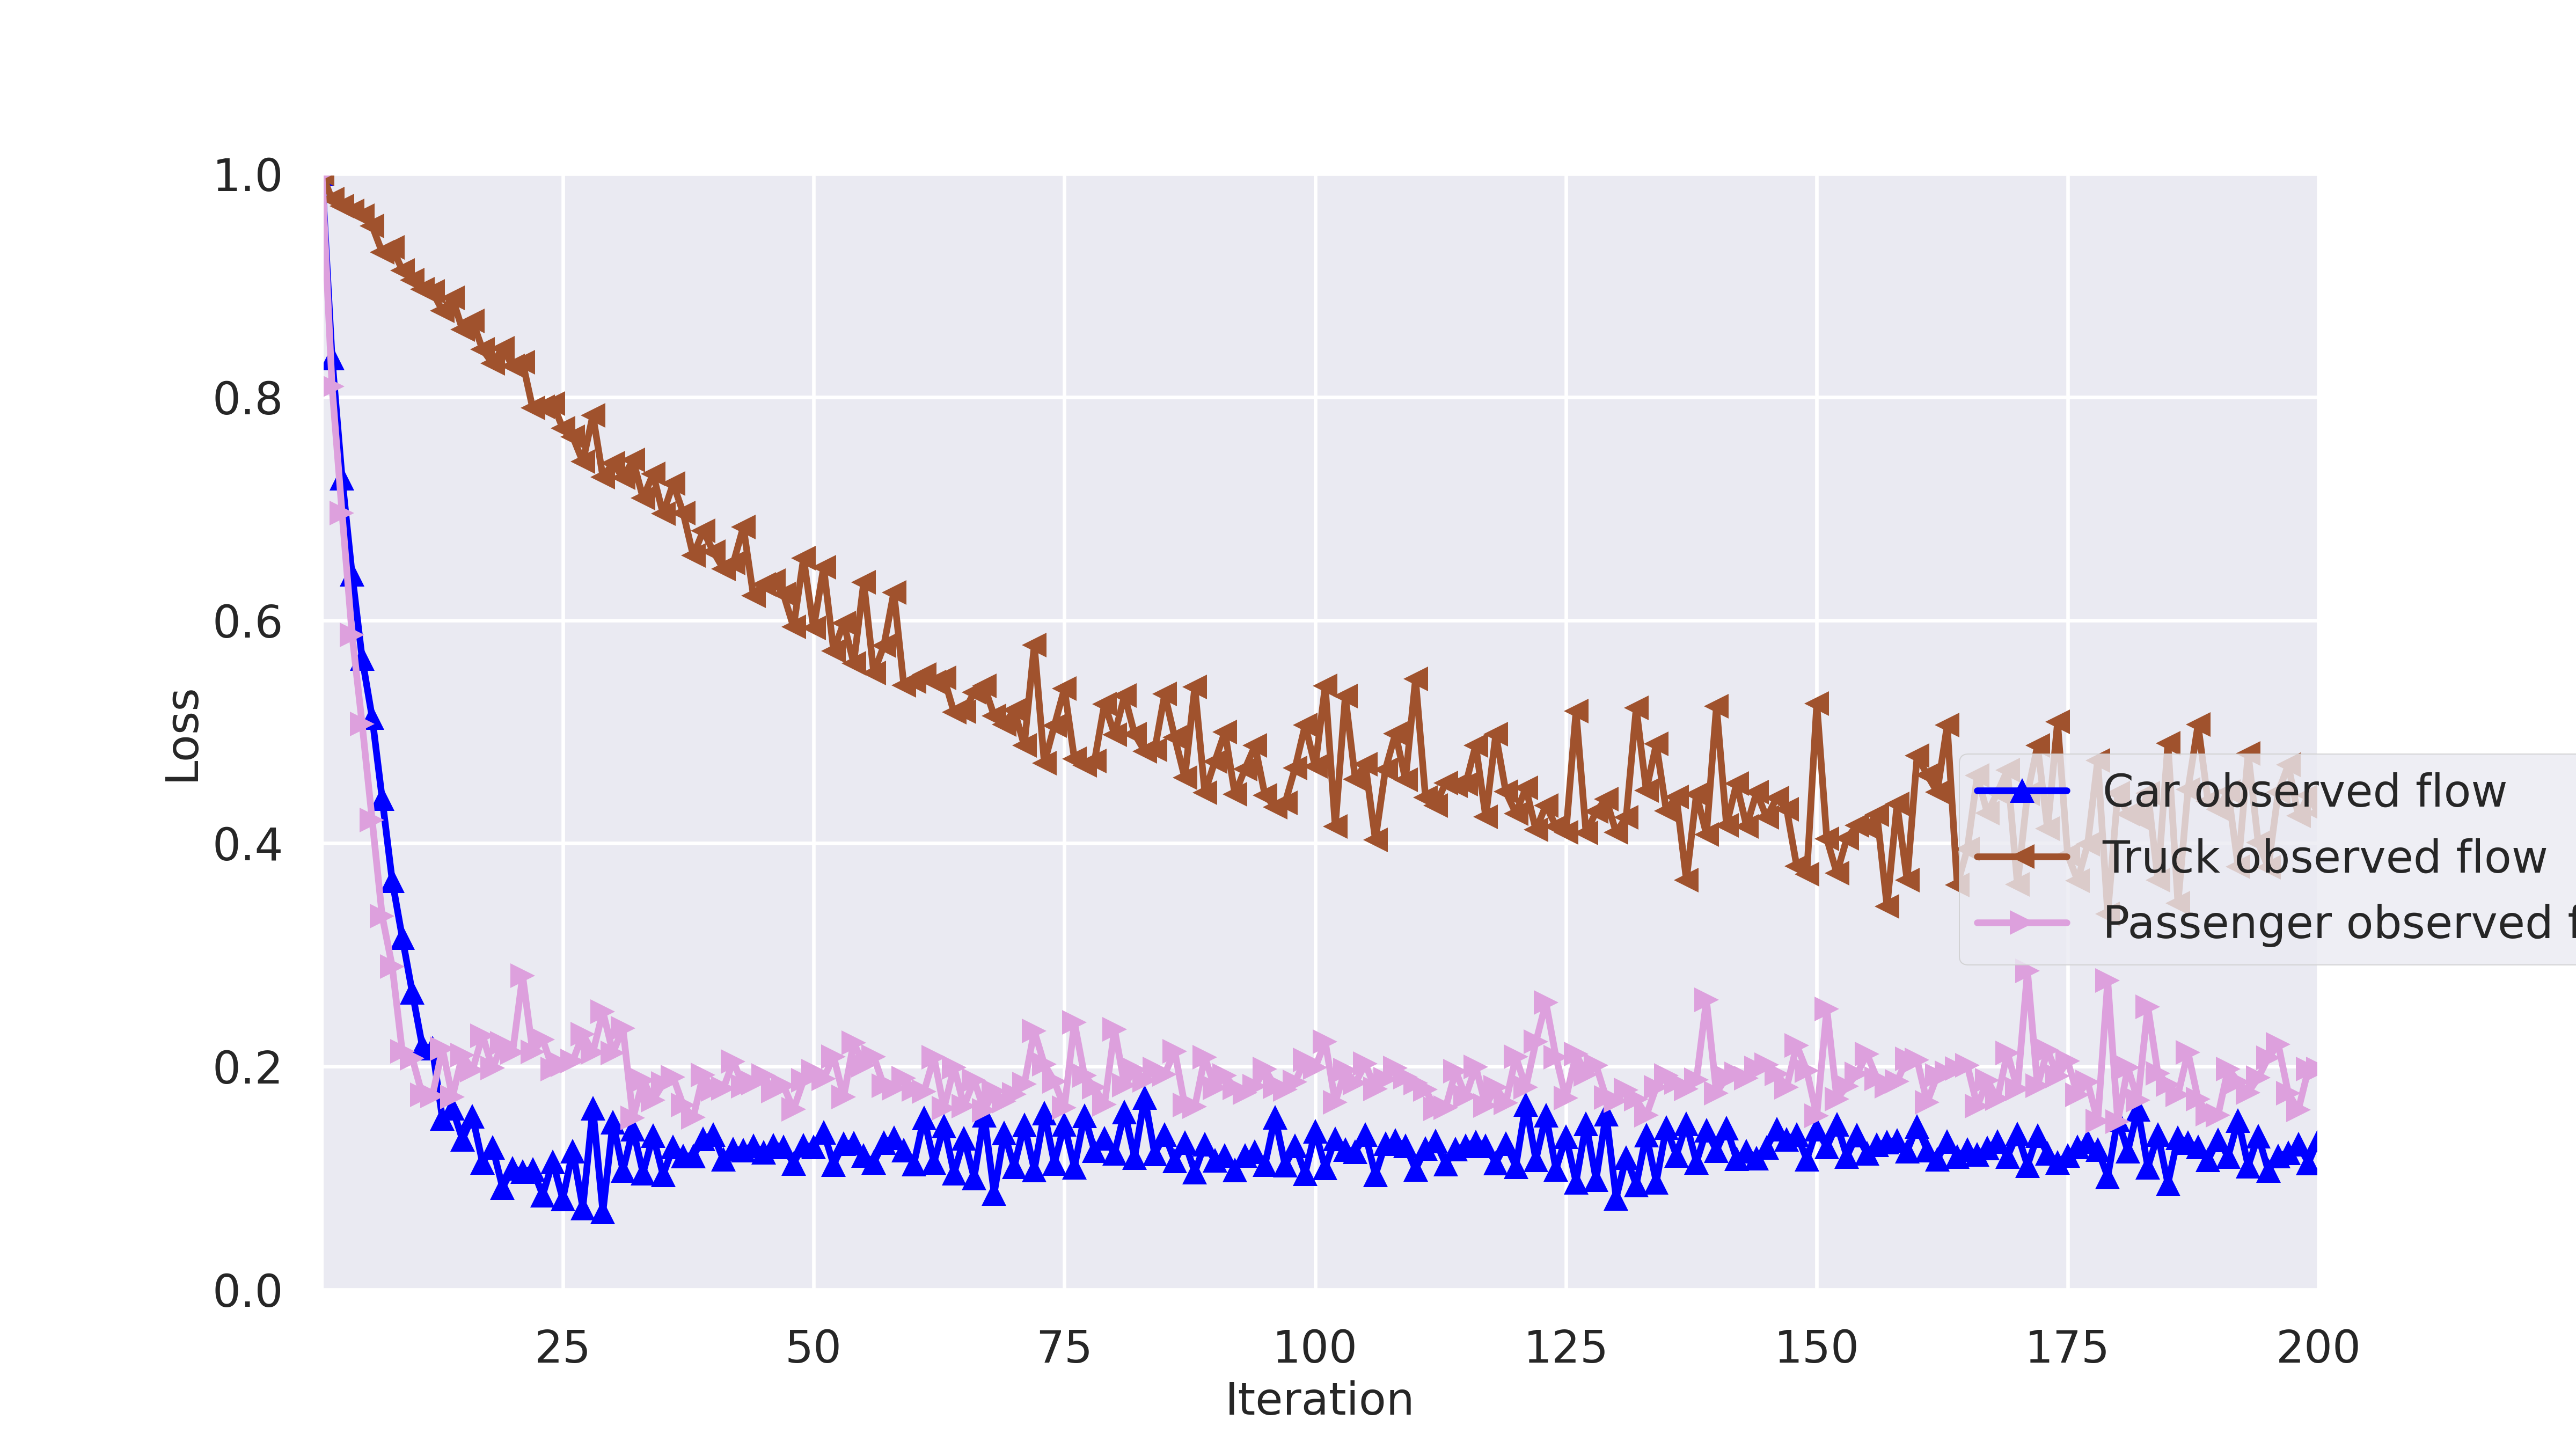 1.0
0.8
0.6
0.4
0.2
0.0
Loss
25 50 75 100 125 150 175 200
Iteration
Car observed flow
Truck observed flow
Passenger observed